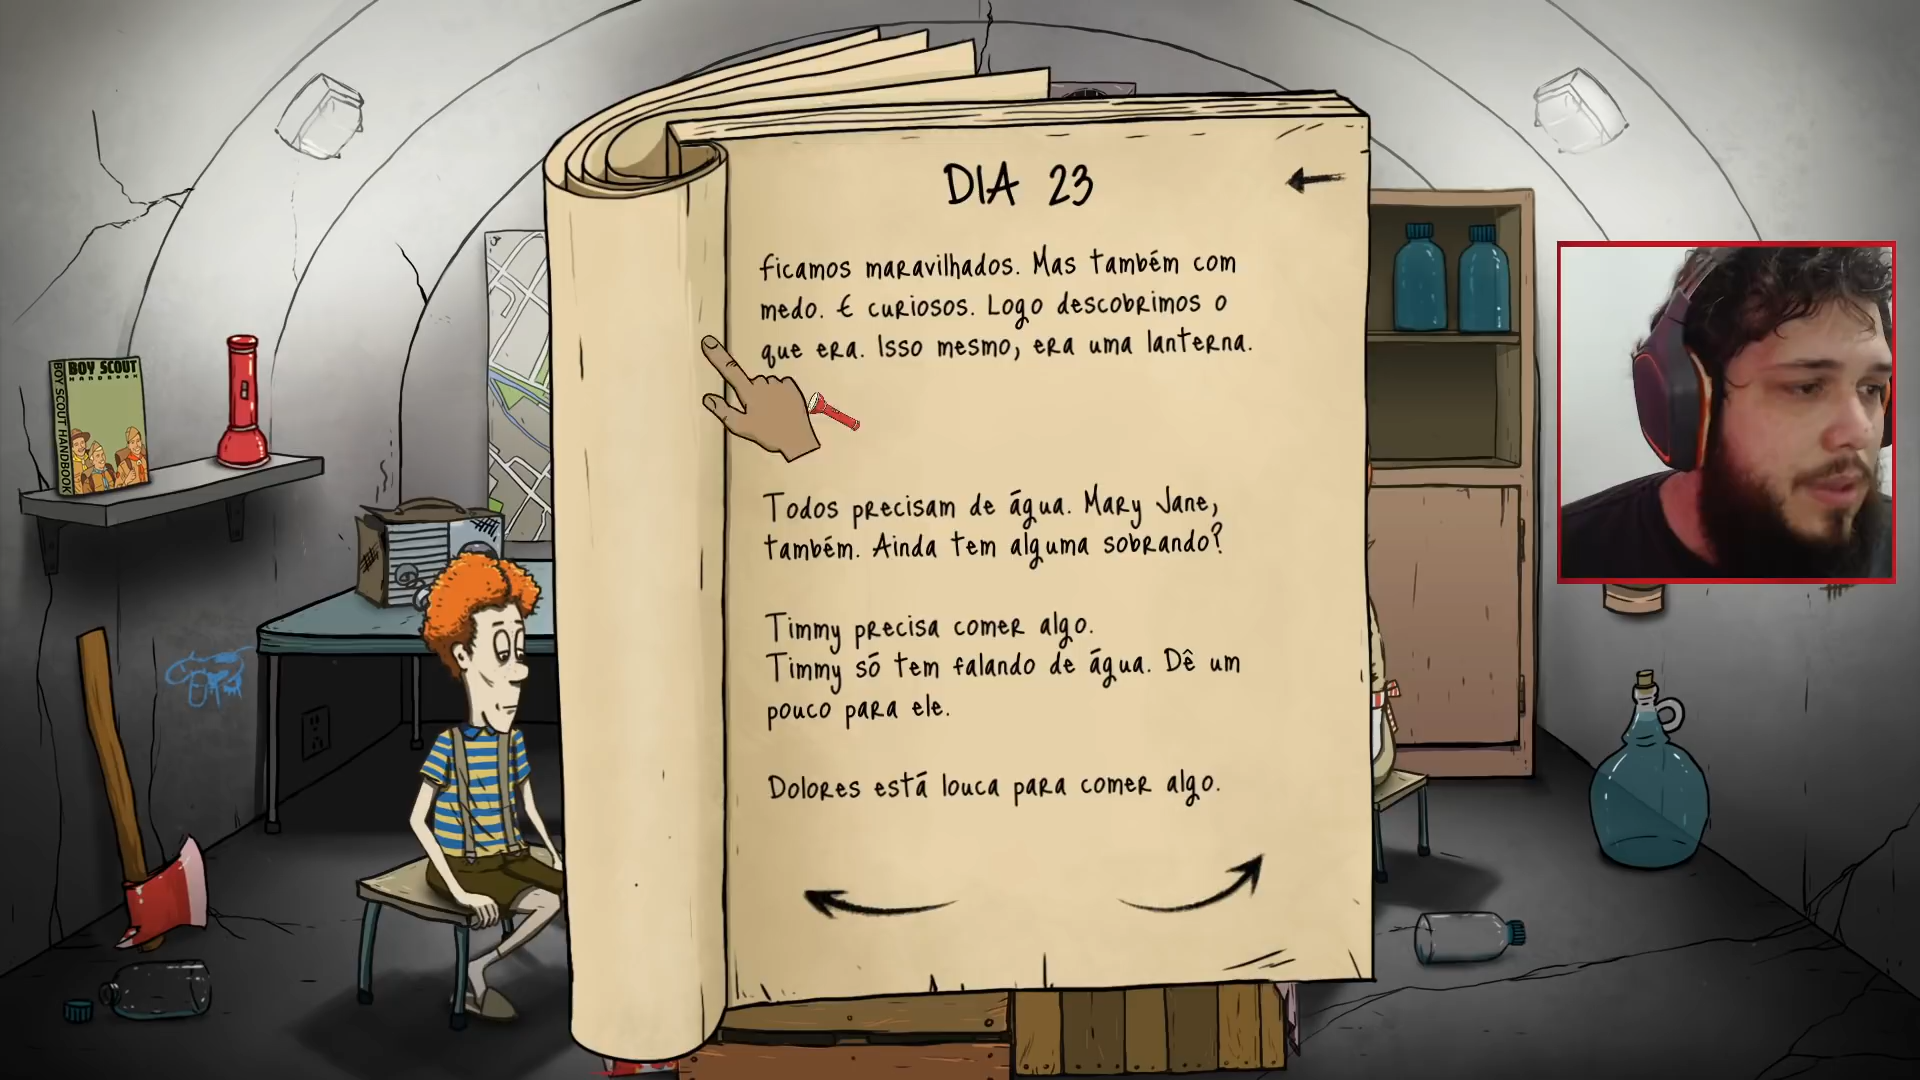 DIA 23
ficamos maravilhados. Mas também com
medo. E curiosos. Logo descobrimos o
que era. Isso mesmo, era uma lanterna.
Todos precisam de água. Mary Jane,
também. Ainda tem alguma sobrando?
Timmy precisa comer algo.
Timmy só tem falando de água. Dê um
pouco para ele.
Dolores está louca para comer algo.
BOY SCOUT
HANDBOOK
BOY SCOUT HANDBOOK